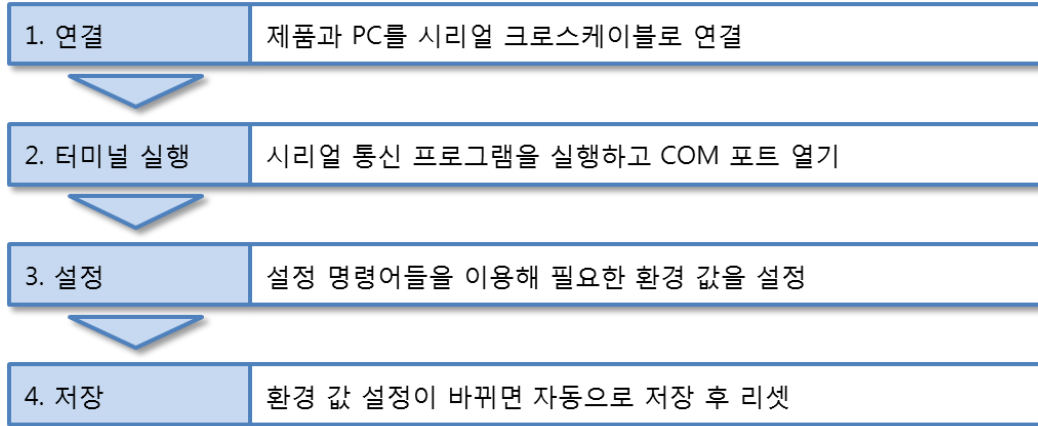 1. 연결 제품과 PC를 시리얼 크로스케이블로 연결
2. 터미널 실행 시리얼 통신 프로그램을 실행하고 COM 포트 열기
3. 설정 설정 명령어들을 이용해 필요한 환경 값을 설정
4. 저장 환경 값 설정이 바뀌면 자동으로 저장 후 리셋